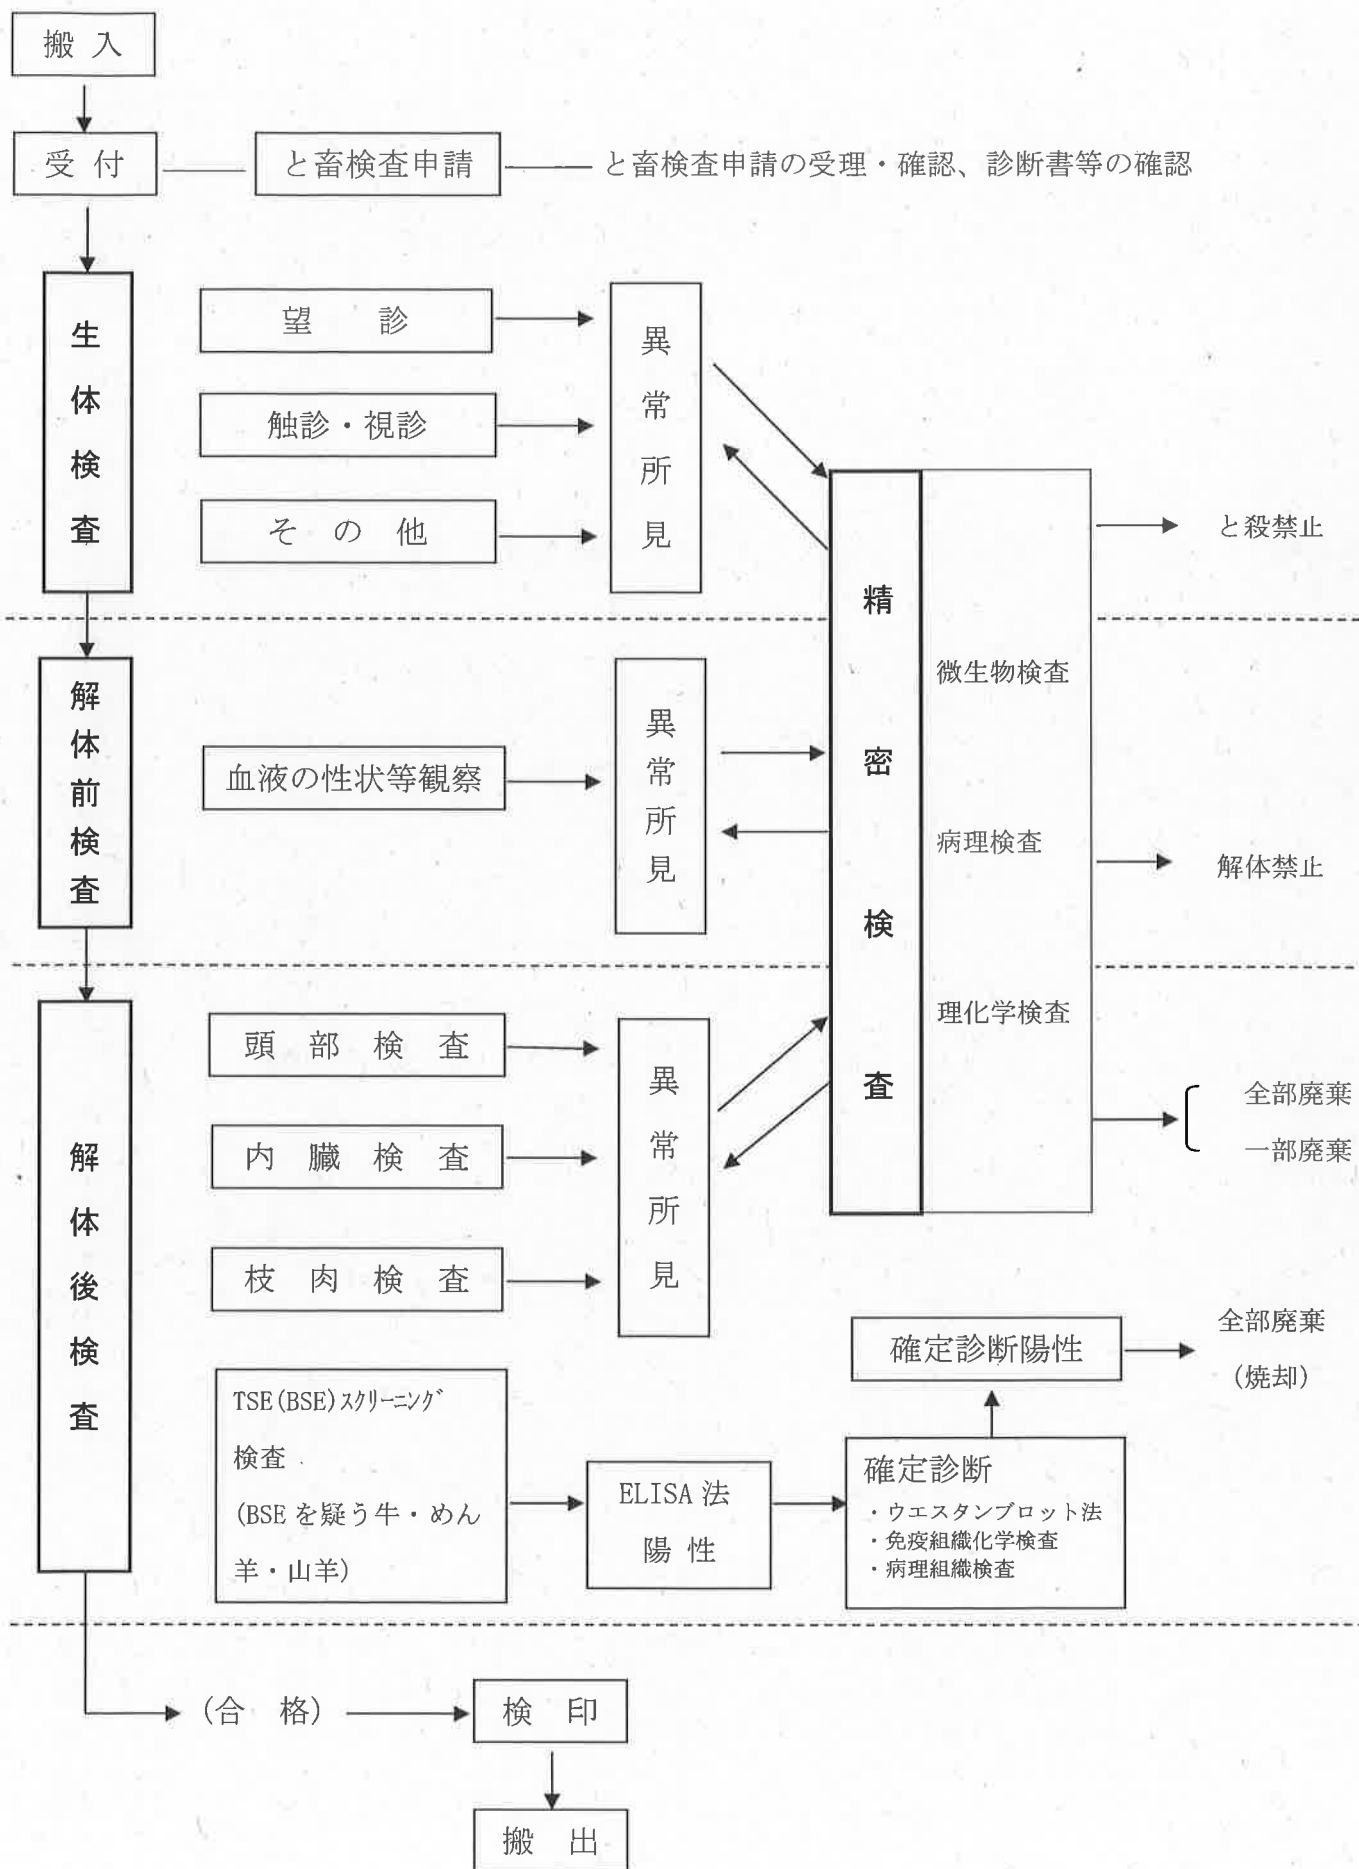 搬入
受付
と畜検査申請
と畜検査申請の受理・確認、診断書等の確認
生体検査
望診
触診・視診
その他
異常所見
精密検査
微生物検査
病理検査
理化学検査
と殺禁止
解体前検査
血液の性状等観察
異常所見
解体禁止
解体後検査
頭部検査
内臓検査
枝肉検査
異常所見
全部廃棄
一部廃棄
TSE(BSE)ｽｸﾘｰﾆﾝｸﾞ
検査
(BSEを疑う牛・めん
羊・山羊)
ELISA法
陽性
確定診断
・ウエスタンブロット法
・免疫組織化学検査
・病理組織検査
確定診断陽性
全部廃棄
(焼却)
(合格)
検印
搬出